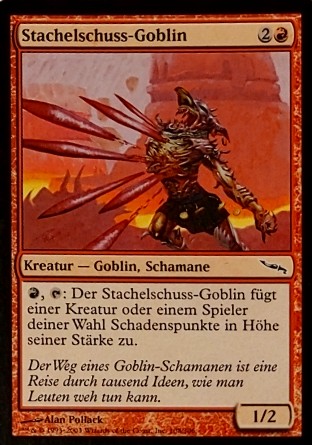 Stachelschuss-Goblin 2
Kreatur — Goblin, Schamane
: Der Stachelschuss-Goblin fügt
einer Kreatur oder einem Spieler
deiner Wahl Schadenspunkte in Höhe
seiner Stärke zu.
Der Weg eines Goblin-Schamanen ist eine
Reise durch tausend Ideen, wie man
Leuten weh tun kann.
Alan Pollack
1/2